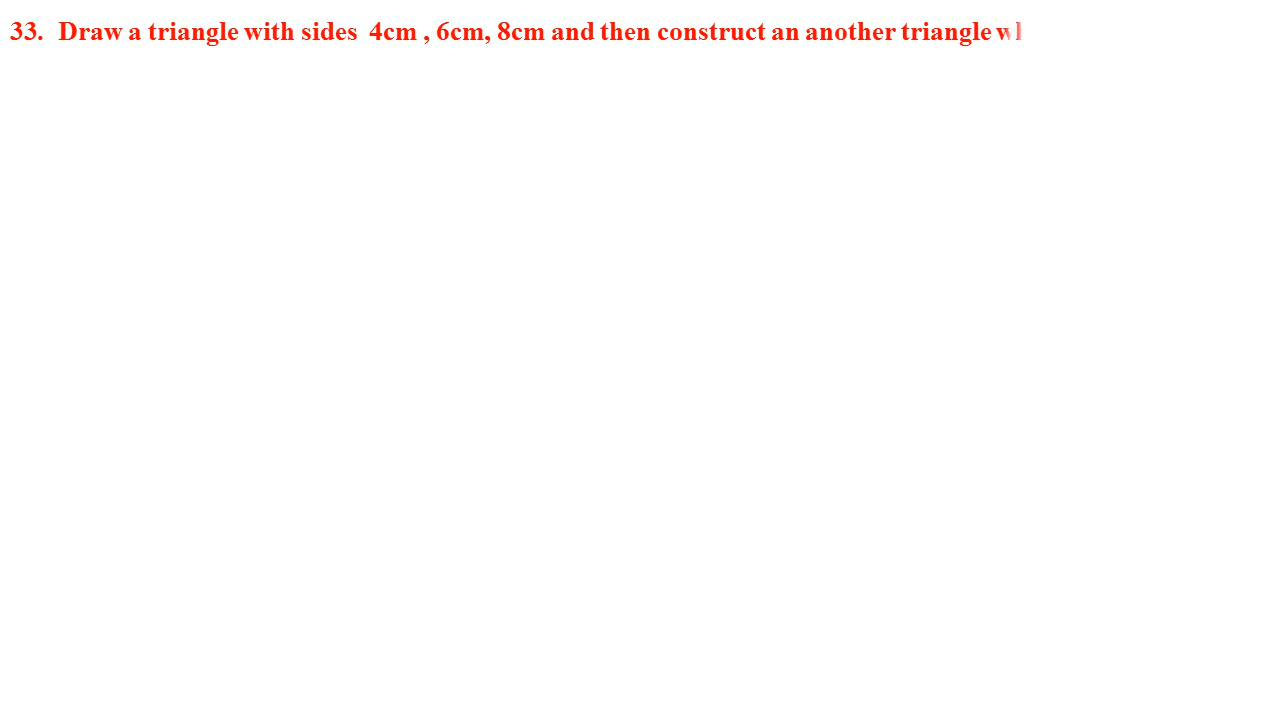 33. Draw a triangle with sides 4cm , 6cm, 8cm and then construct an another triangle